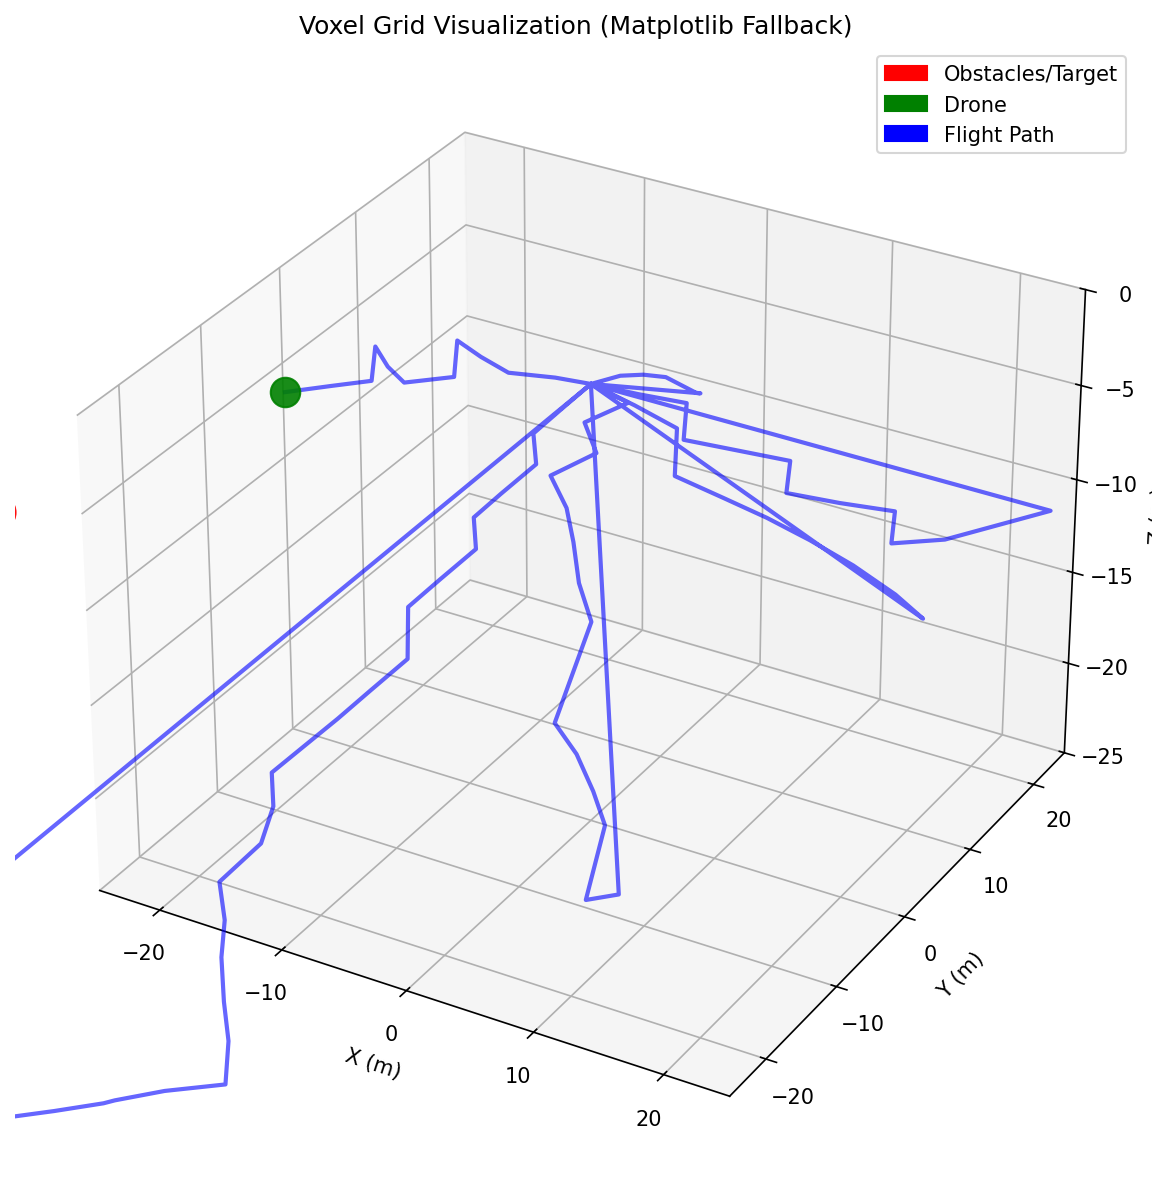 Voxel Grid Visualization (Matplotlib Fallback)
Obstacles/Target
Drone
Flight Path
0
−5
−10
−15
−20
−25
20
10
0
−10
−20
Y (m)
−20
−10
0
10
20
X (m)